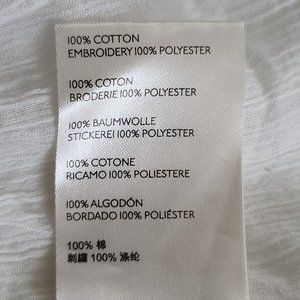 100% COTTON
EMBROIDERY 100% POLYESTER
100% COTON
BRODERIE 100% POLYESTER
100% BAUMWOLLE
STICKEREI 100% POLYESTER
100% COTONE
RICAMO 100% POLIESTERE
100% ALGODÓN
BORDADO 100% POLIÉSTER
100% 棉
刺繡 100% 涤纶